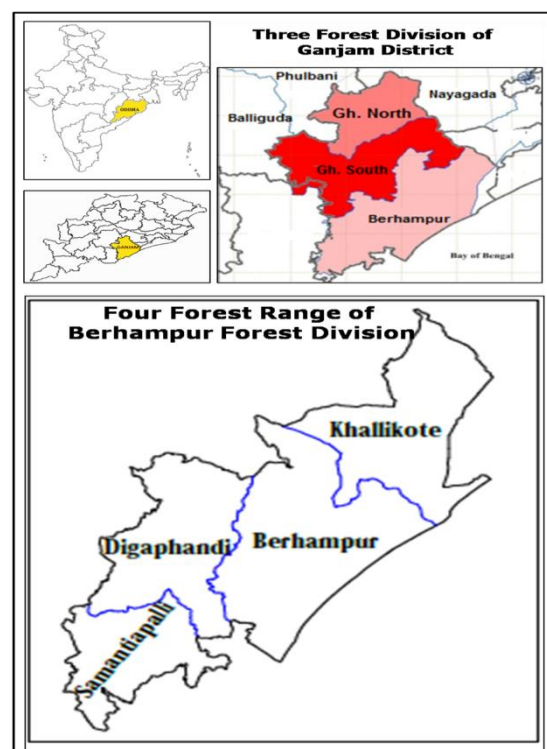 ODISHA
GANJAM
Three Forest Division of
Ganjam District
Phulbani
Nayagada
Balliguda
Gh. North
Gh. South
Berhampur
Bay of Bengal
Four Forest Range of
Berhampur Forest Division
Khallikote
Digaphandi
Berhampur
Samantiapalli